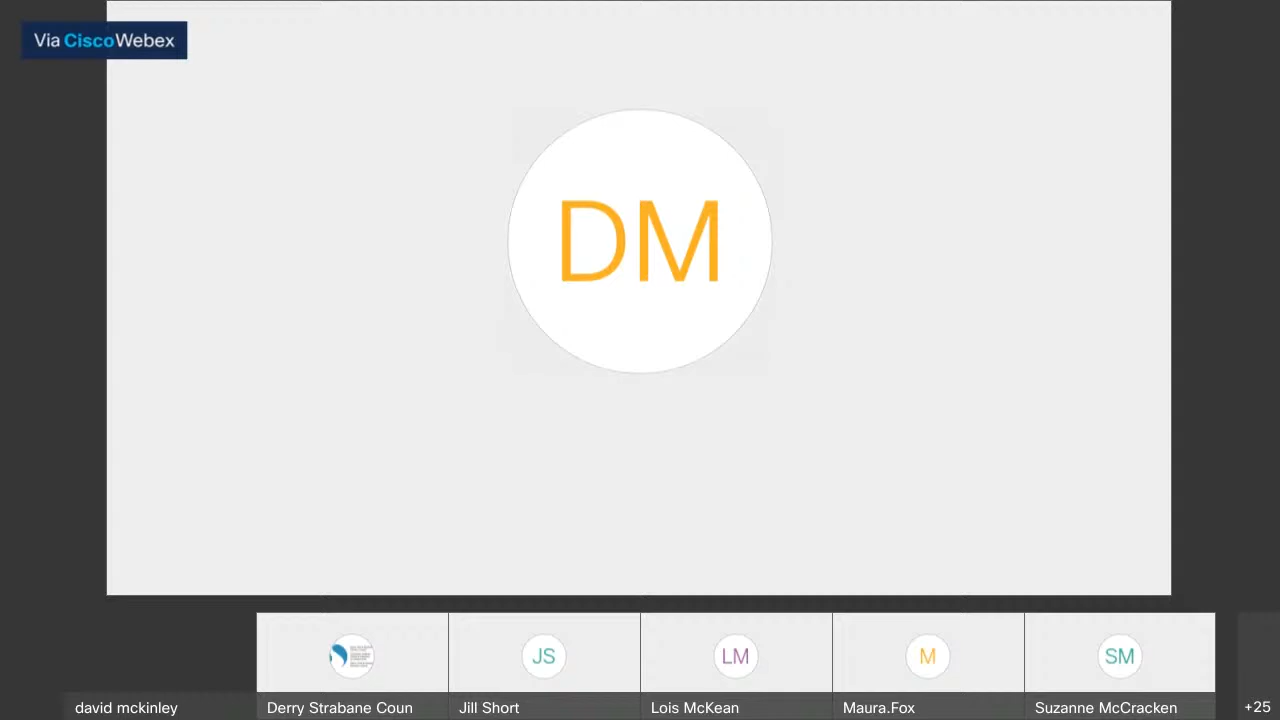 Via CiscoWebex
DM
JS
LM
M
SM
david mckinley
Derry Strabane Coun
Jill Short
Lois McKean
Maura.Fox
Suzanne McCracken
+25